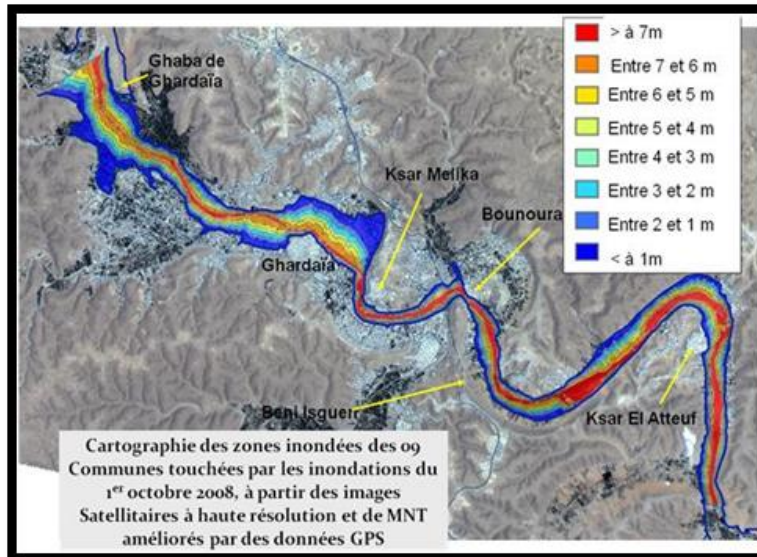 Ghaba de
Ghardaïa
Ksar Melika
Bounoura
Ghardaïa
Beni Isguen
Ksar El Atteuf
> à 7m
Entre 7 et 6 m
Entre 6 et 5 m
Entre 5 et 4 m
Entre 4 et 3 m
Entre 3 et 2 m
Entre 2 et 1 m
< à 1m
Cartographie des zones inondées des 09
Communes touchées par les inondations du
1er octobre 2008, à partir des images
Satellitaires à haute résolution et de MNT
améliorés par des données GPS